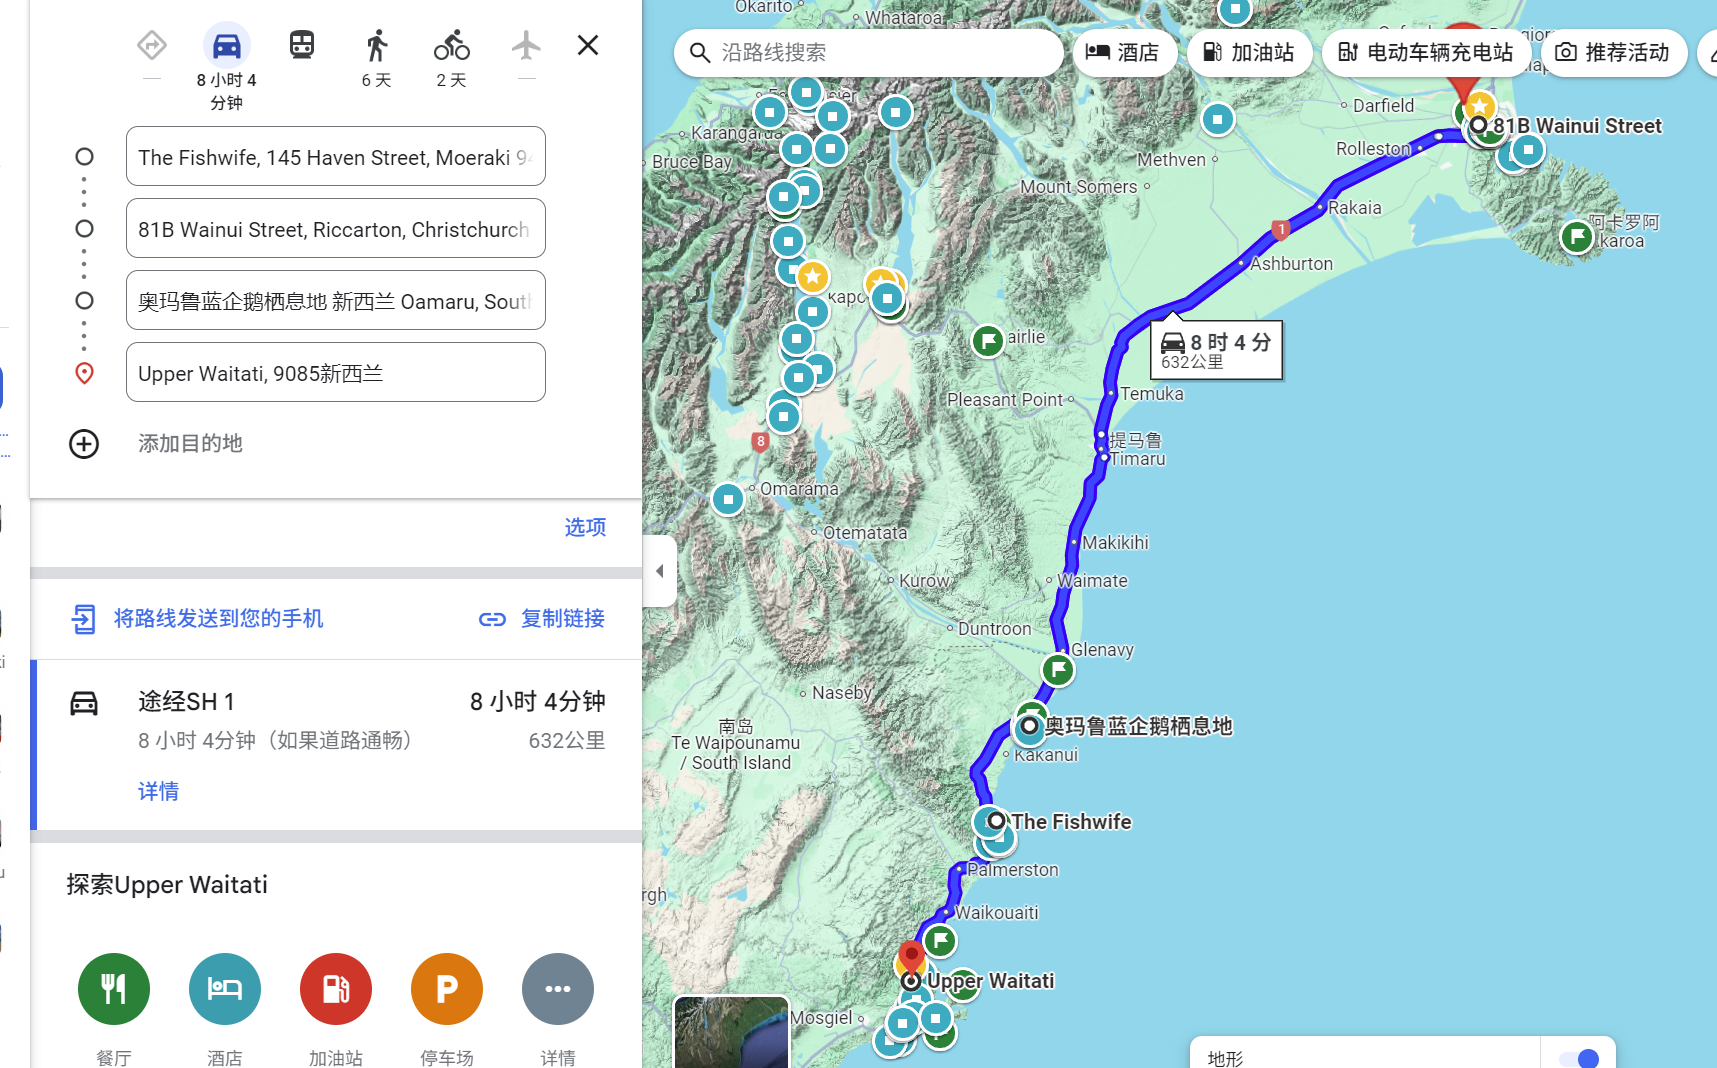 8 小时 4
分钟
6 天
2 天
The Fishwife, 145 Haven Street, Moeraki 94
81B Wainui Street, Riccarton, Christchurch
奥玛鲁蓝企鹅栖息地 新西兰 Oamaru, South
Upper Waitati, 9085新西兰
添加目的地
选项
将路线发送到您的手机
复制链接
途经SH 1
8 小时 4分钟
8 小时 4分钟（如果道路通畅）
632公里
详情
探索Upper Waitati
餐厅
酒店
加油站
P
停车场
详情
沿路线搜索
酒店
加油站
电动车辆充电站
推荐活动
Okarito
Whataroa
Karangarua
Bruce Bay
Darfield
81B Wainui Street
Rolleston
Methven
Mount Somers
Rakaia
1
阿卡罗阿
Akaroa
Ashburton
airlie
8 时 4 分
632公里
Temuka
Pleasant Point
提马鲁
Timaru
8
Omarama
Otematata
Makikihi
Kurow
Waimate
Duntroon
Glenavy
Naseby
南岛
Te Waipounamu
/ South Island
奥玛鲁蓝企鹅栖息地
Kakanui
The Fishwife
Palmerston
rgh
Waikouaiti
Upper Waitati
Mosgiel
地形